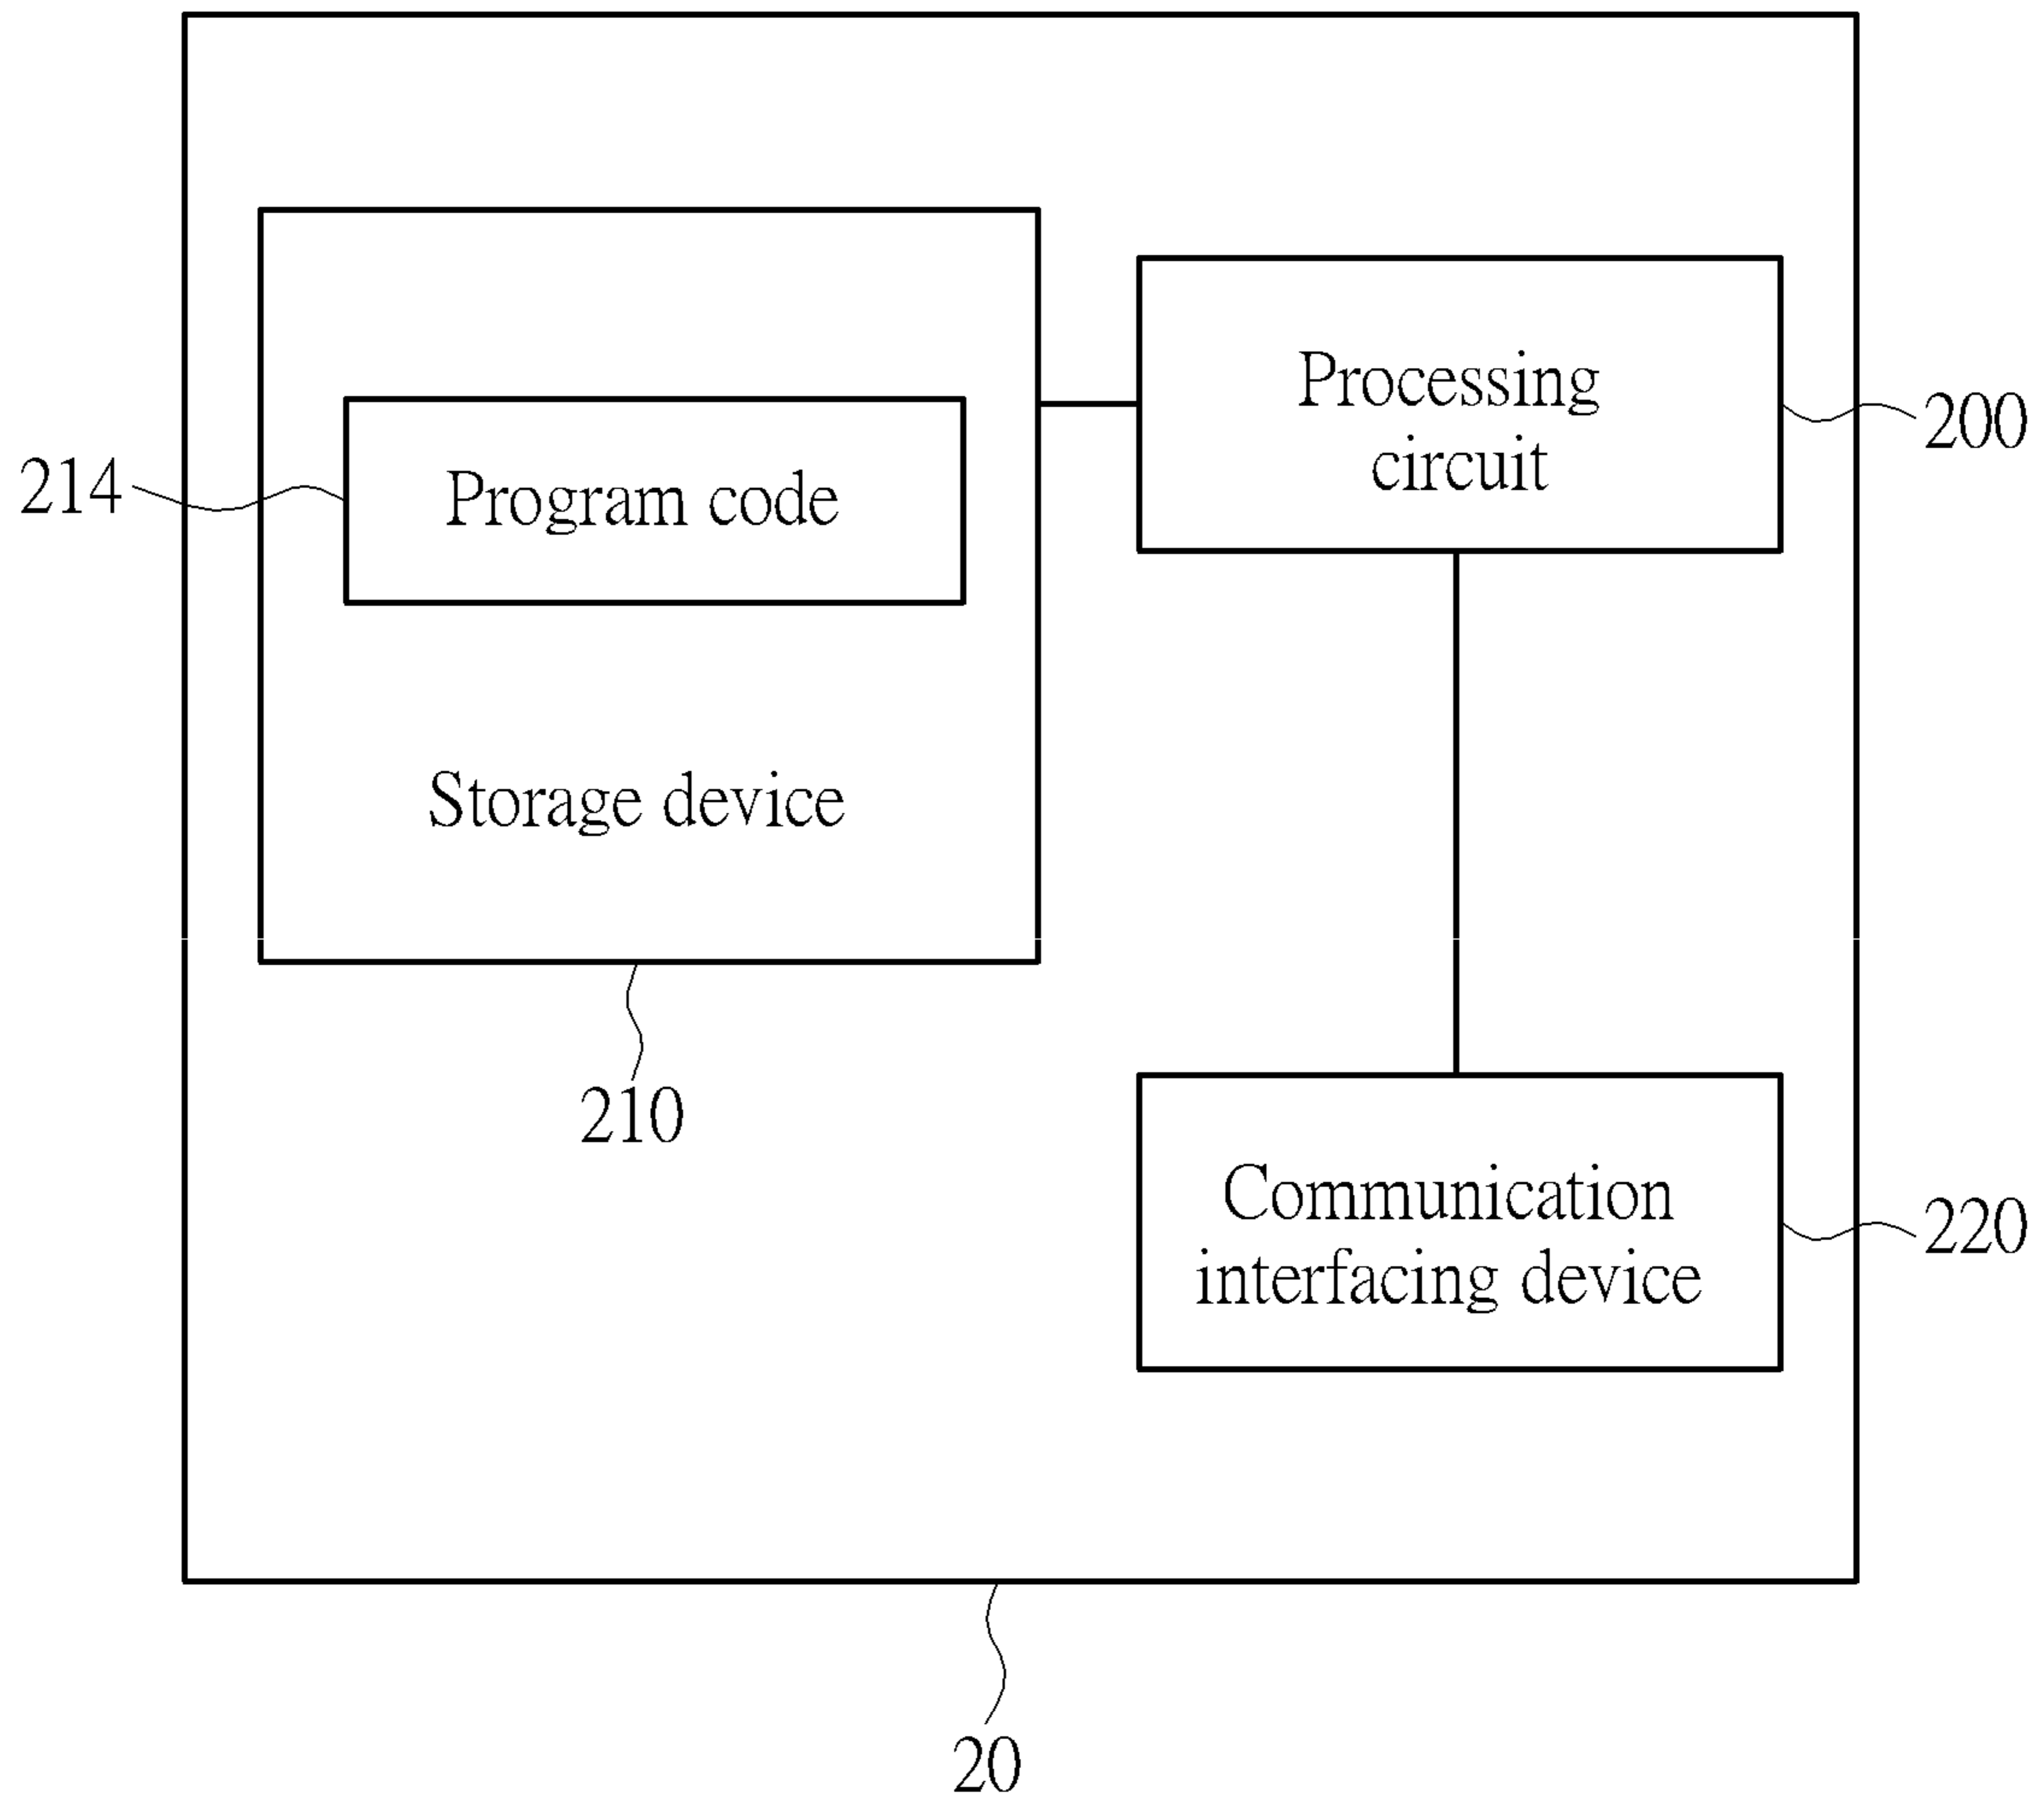 Processing
circuit
200
214
Program code
Storage device
210
Communication
interfacing device
220
20